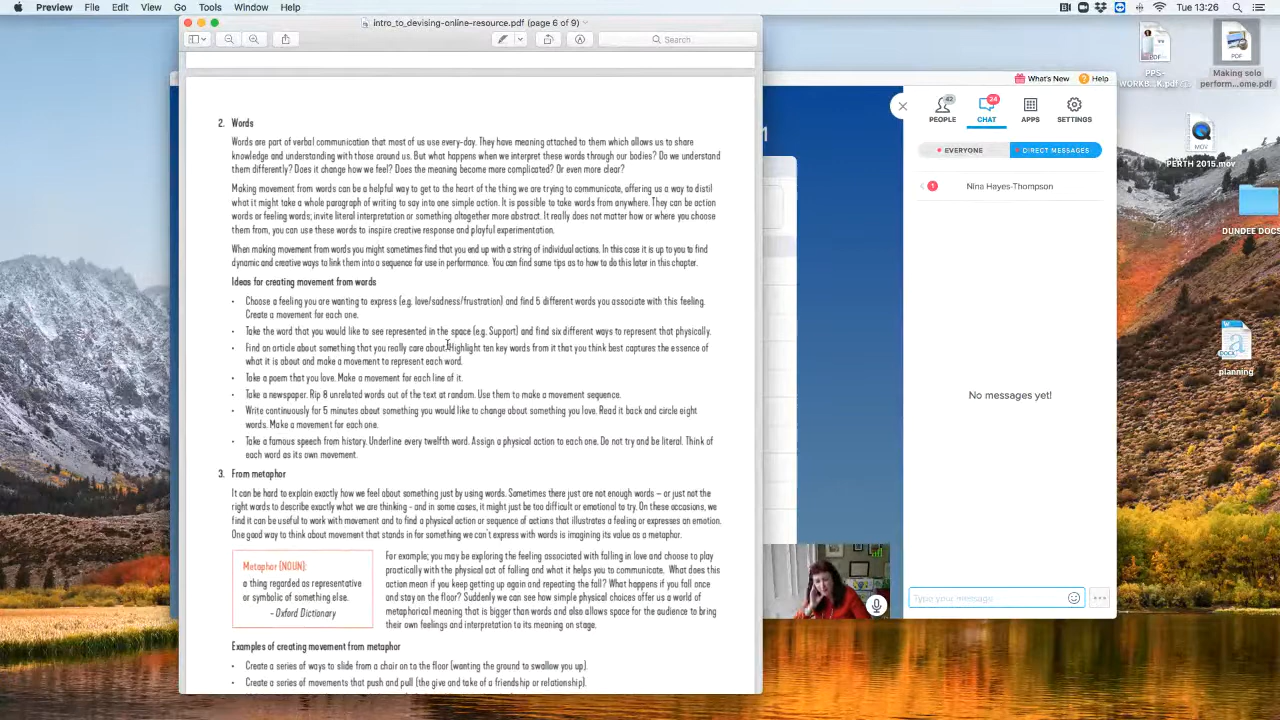 Preview File Edit View Go Tools Window Help
Tue 13:26
intro_to_devising-online-resource.pdf (page 6 of 9)
Search
2. Words
Words are part of verbal communication that most of us use every-day. They have meaning attached to them which allows us to share
knowledge and understanding with those around us. But what happens when we interpret these words through our bodies? Do we understand
them differently? Does it change how we feel? Does the meaning become more complicated? Or even more clear?
Making movement from words can be a helpful way to get to the heart of the thing we are trying to communicate, offering us a way to distil
what it might take a whole paragraph of writing to say into one simple action. It is possible to take words from anywhere. They can be action
words or feeling words; invite literal interpretation or something altogether more abstract. It really does not matter how or where you choose
them from, you can use these words to inspire creative response and playful experimentation.
When making movement from words you might sometimes find that you end up with a string of individual actions. In this case it is up to you to find
dynamic and creative ways to link them into a sequence for use in performance. You can find some tips as to how to do this later in this chapter.
Ideas for creating movement from words
• Choose a feeling you are wanting to express (e.g. love/sadness/frustration) and find 5 different words you associate with this feeling.
Create a movement for each one.
• Take the word that you would like to see represented in the space (e.g. Support) and find six different ways to represent that physically.
• Find an article about something that you really care about. Highlight ten key words from it that you think best captures the essence of
what it is about and make a movement to represent each word.
• Take a poem that you love. Make a movement for each line of it.
• Take a newspaper. Rip 8 unrelated words out of the text at random. Use them to make a movement sequence.
• Write continuously for 5 minutes about something you would like to change about something you love. Read it back and circle eight
words. Make a movement for each one.
• Take a famous speech from history. Underline every twelfth word. Assign a physical action to each one. Do not try and be literal. Think of
each word as its own movement.
3. From metaphor
It can be hard to explain exactly how we feel about something just by using words. Sometimes there just are not enough words – or just not the
right words to describe exactly what we are thinking - and in some cases, it might just be too difficult or emotional to try. On these occasions, we
find it can be useful to work with movement and to find a physical action or sequence of actions that illustrates a feeling or expresses an emotion.
One good way to think about movement that stands in for something we can't express with words is imagining its value as a metaphor.
Metaphor (NOUN):
a thing regarded as representative
or symbolic of something else.
- Oxford Dictionary
For example; you may be exploring the feeling associated with falling in love and choose to play
practically with the physical act of falling and what it helps you to communicate. What does this
action mean if you keep getting up again and repeating the fall? What happens if you fall once
and stay on the floor? Suddenly we can see how simple physical choices offer us a world of
metaphorical meaning that is bigger than words and also allows space for the audience to bring
their own feelings and interpretation to its meaning on stage.
Examples of creating movement from metaphor
• Create a series of ways to slide from a chair on to the floor (wanting the ground to swallow you up).
• Create a series of movements that push and pull (the give and take of a friendship or relationship).
What's New Help
42 24
PEOPLE CHAT APPS SETTINGS
EVERYONE DIRECT MESSAGES
1 Nina Hayes-Thompson
No messages yet!
Type your message
PDF
PPS-
WORKB...K.pdf
PDF
Making solo
perform...ome.pdf
MOV
PERTH 2015.mov
DUNDEE DOCS
DOCX
planning